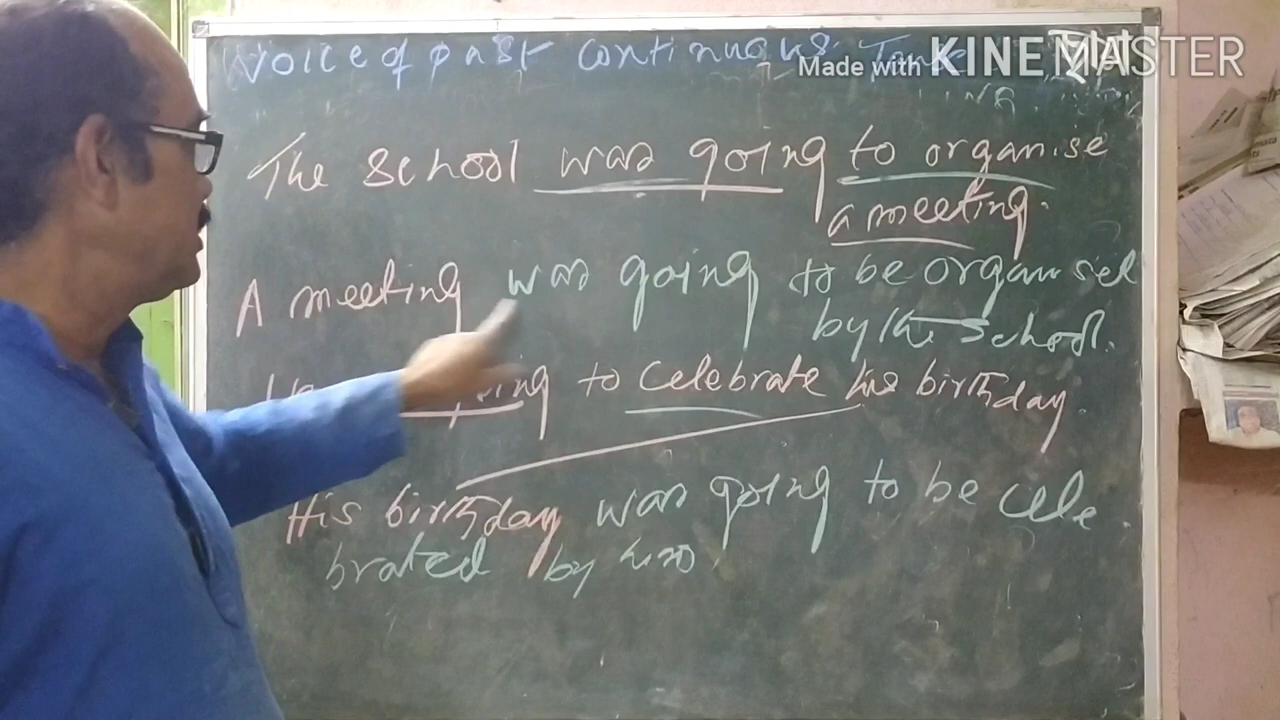 Voice of past continuous Tense
Made with KINEMASTER
The School was going to organise
a meeting.
A meeting was going to be organised
by the School.
going to celebrate his birthday.
His birthday was going to be cele
brated by him